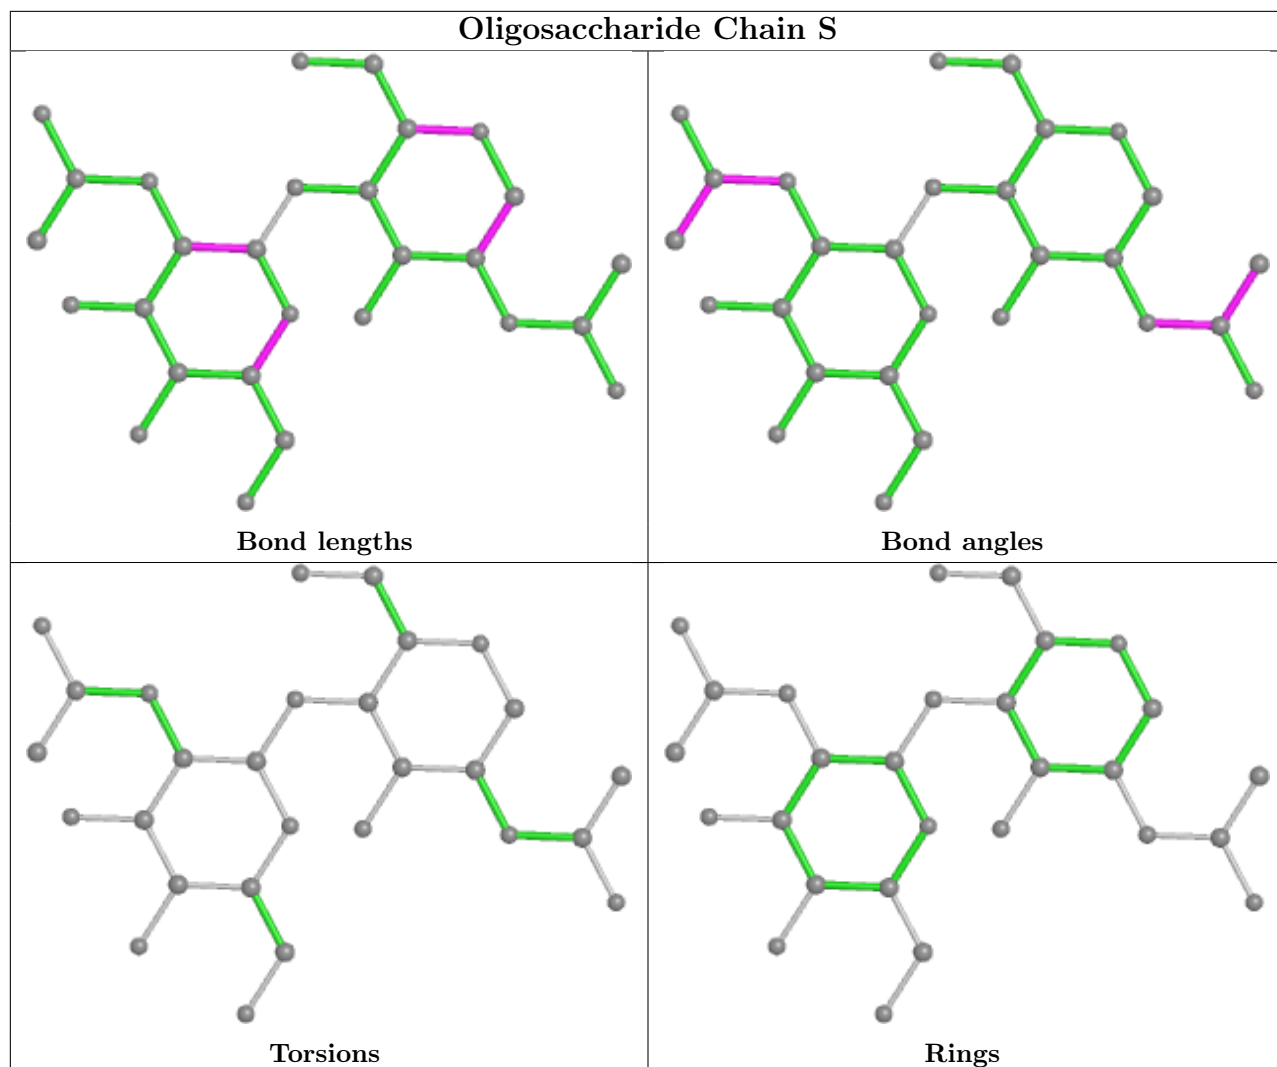 Oligosaccharide Chain S
Bond lengths
Bond angles
Torsions
Rings